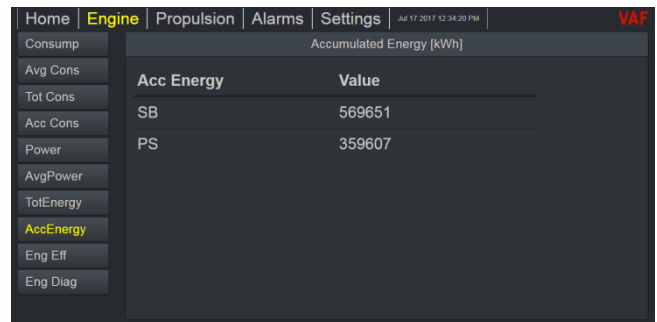 Home Engine Propulsion Alarms Settings Jul 17 2017 12:34:20 PM VAF
Consump
Accumulated Energy [kWh]
Avg Cons
Acc Energy Value
Tot Cons
SB 569651
Acc Cons
PS 359607
Power
AvgPower
TotEnergy
AccEnergy
Eng Eff
Eng Diag